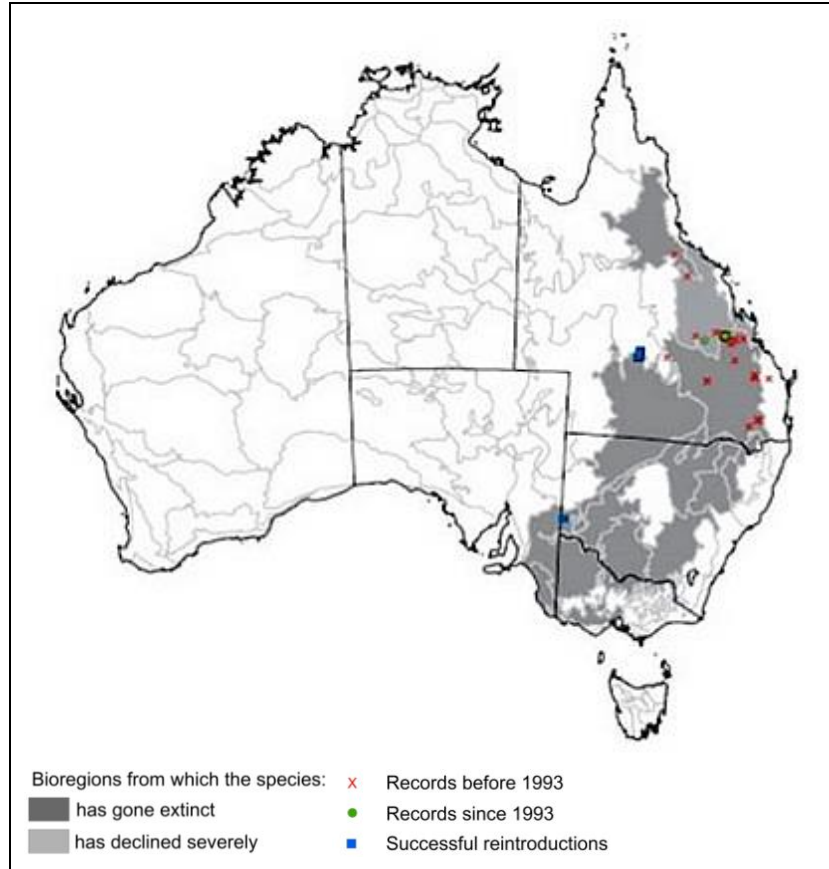 Bioregions from which the species:
has gone extinct
has declined severely
x Records before 1993
Records since 1993
Successful reintroductions